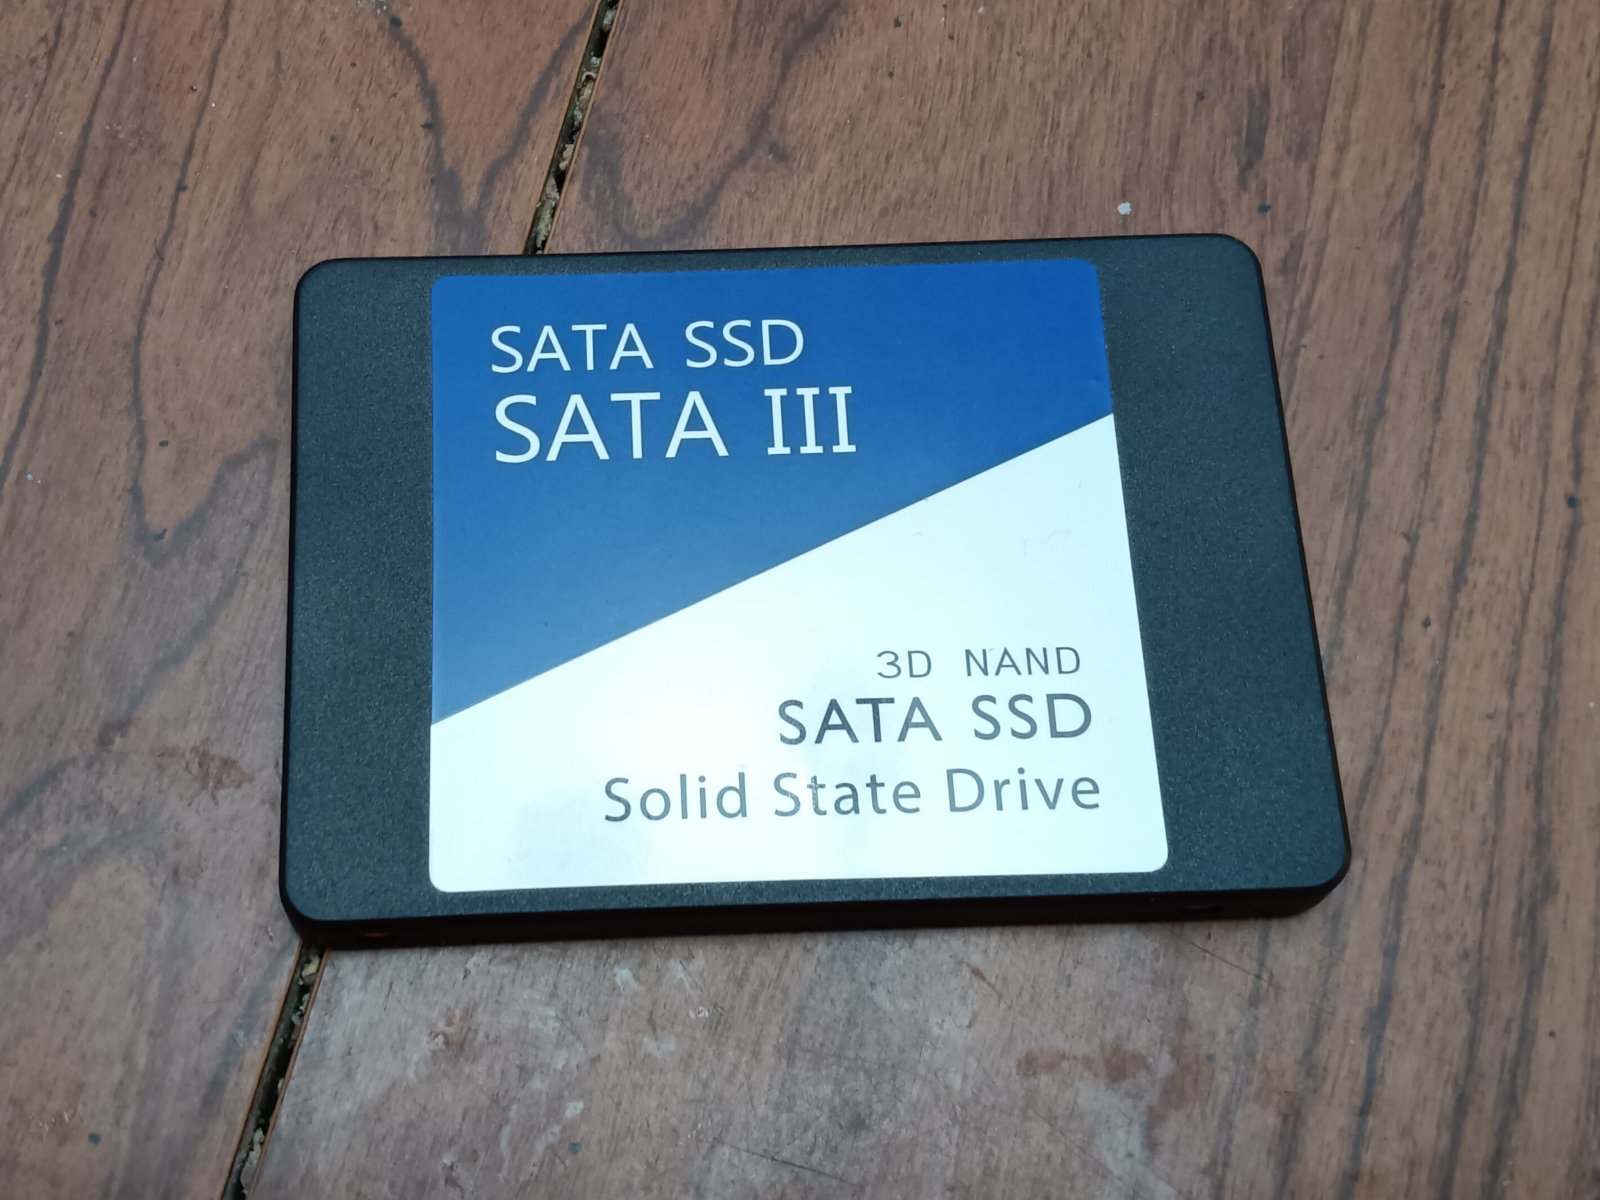 SATA SSD
SATA III
3D NAND
SATA SSD
Solid State Drive